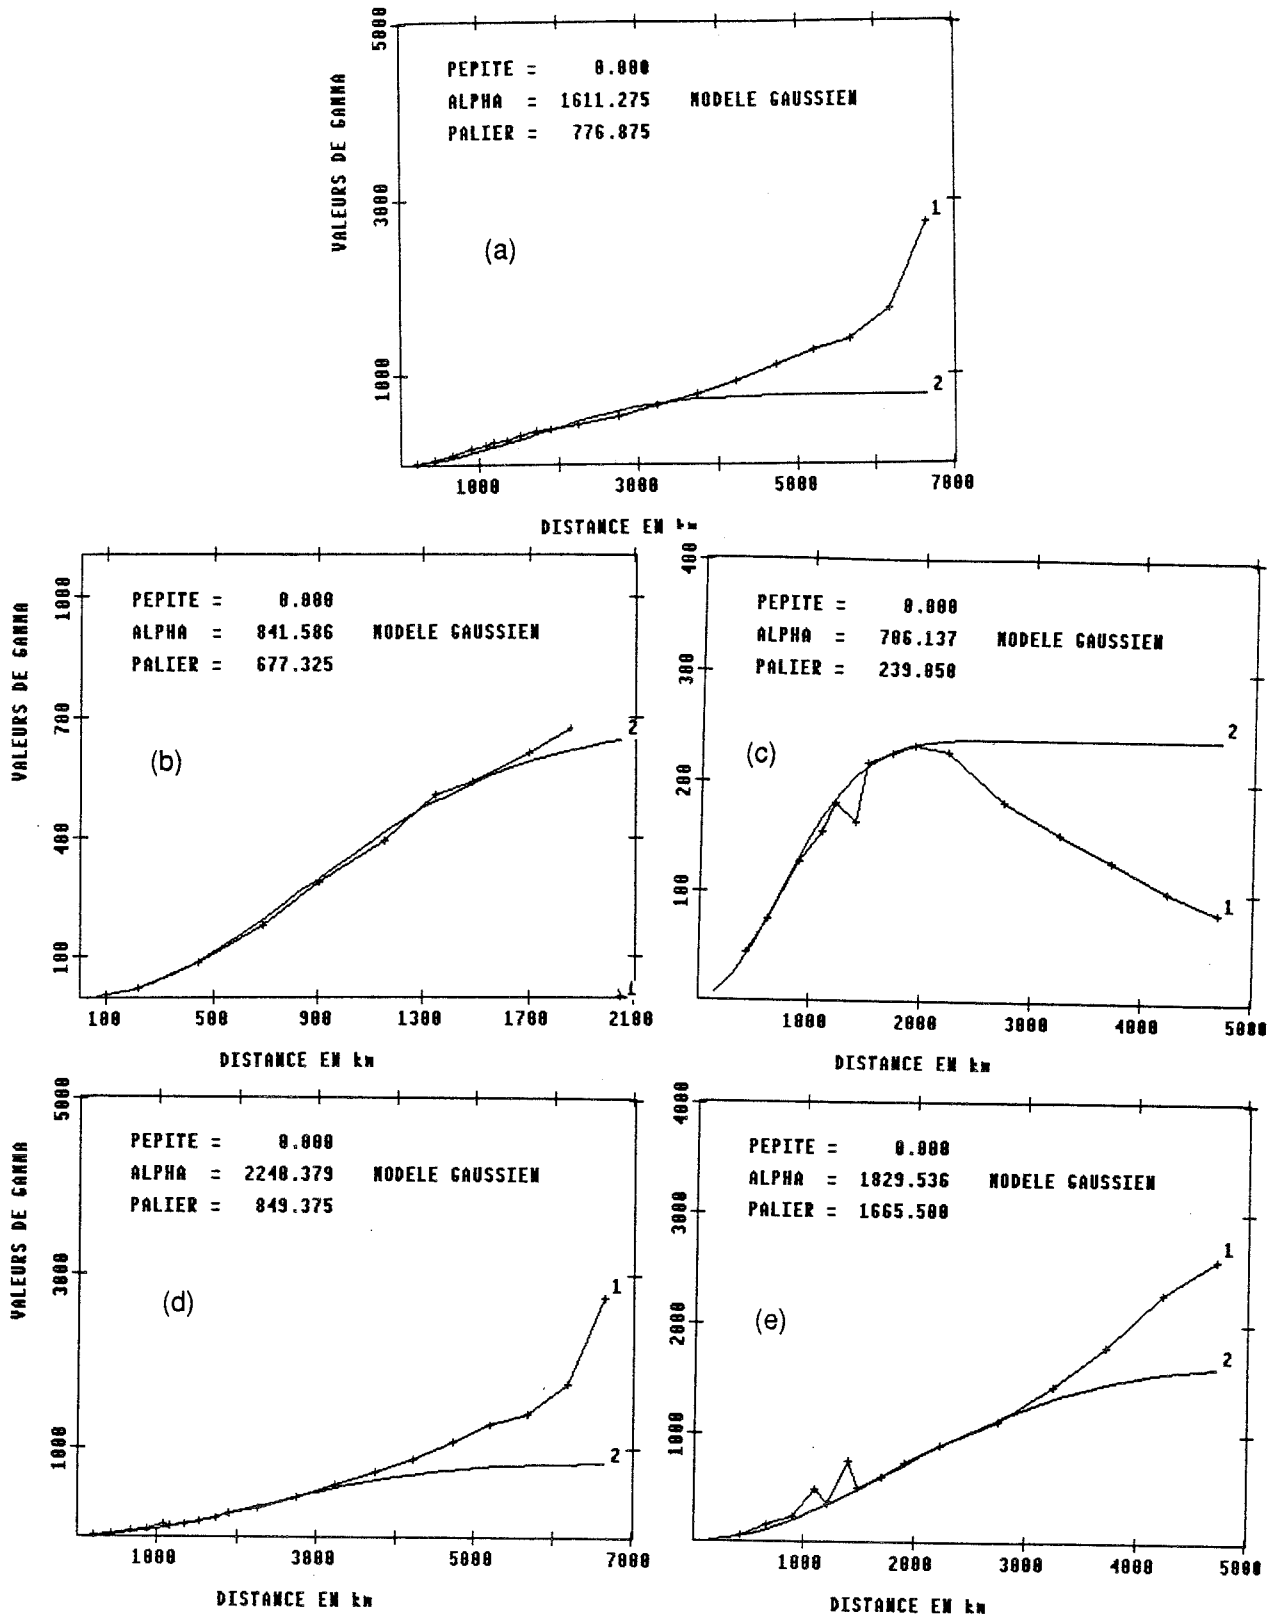 5000
3000
1000
VALEURS DE GAMMA
PEPITE = 0.000
ALPHA = 1611.275 MODELE GAUSSIEN
PALIER = 776.875
(a)
1
2
1000 3000 5000 7000
DISTANCE EN km
1000
700
400
100
VALEURS DE GAMMA
PEPITE = 0.000
ALPHA = 841.586 MODELE GAUSSIEN
PALIER = 677.325
(b)
2
1
100 500 900 1300 1700 2100
DISTANCE EN km
400
300
200
100
PEPITE = 0.000
ALPHA = 786.137 MODELE GAUSSIEN
PALIER = 239.050
(c)
2
1
1000 2000 3000 4000 5000
DISTANCE EN km
5000
3000
1000
VALEURS DE GAMMA
PEPITE = 0.000
ALPHA = 2240.379 MODELE GAUSSIEN
PALIER = 849.375
(d)
1
2
1000 3000 5000 7000
DISTANCE EN km
4000
3000
2000
1000
PEPITE = 0.000
ALPHA = 1829.536 MODELE GAUSSIEN
PALIER = 1665.500
(e)
1
2
1000 2000 3000 4000 5000
DISTANCE EN km